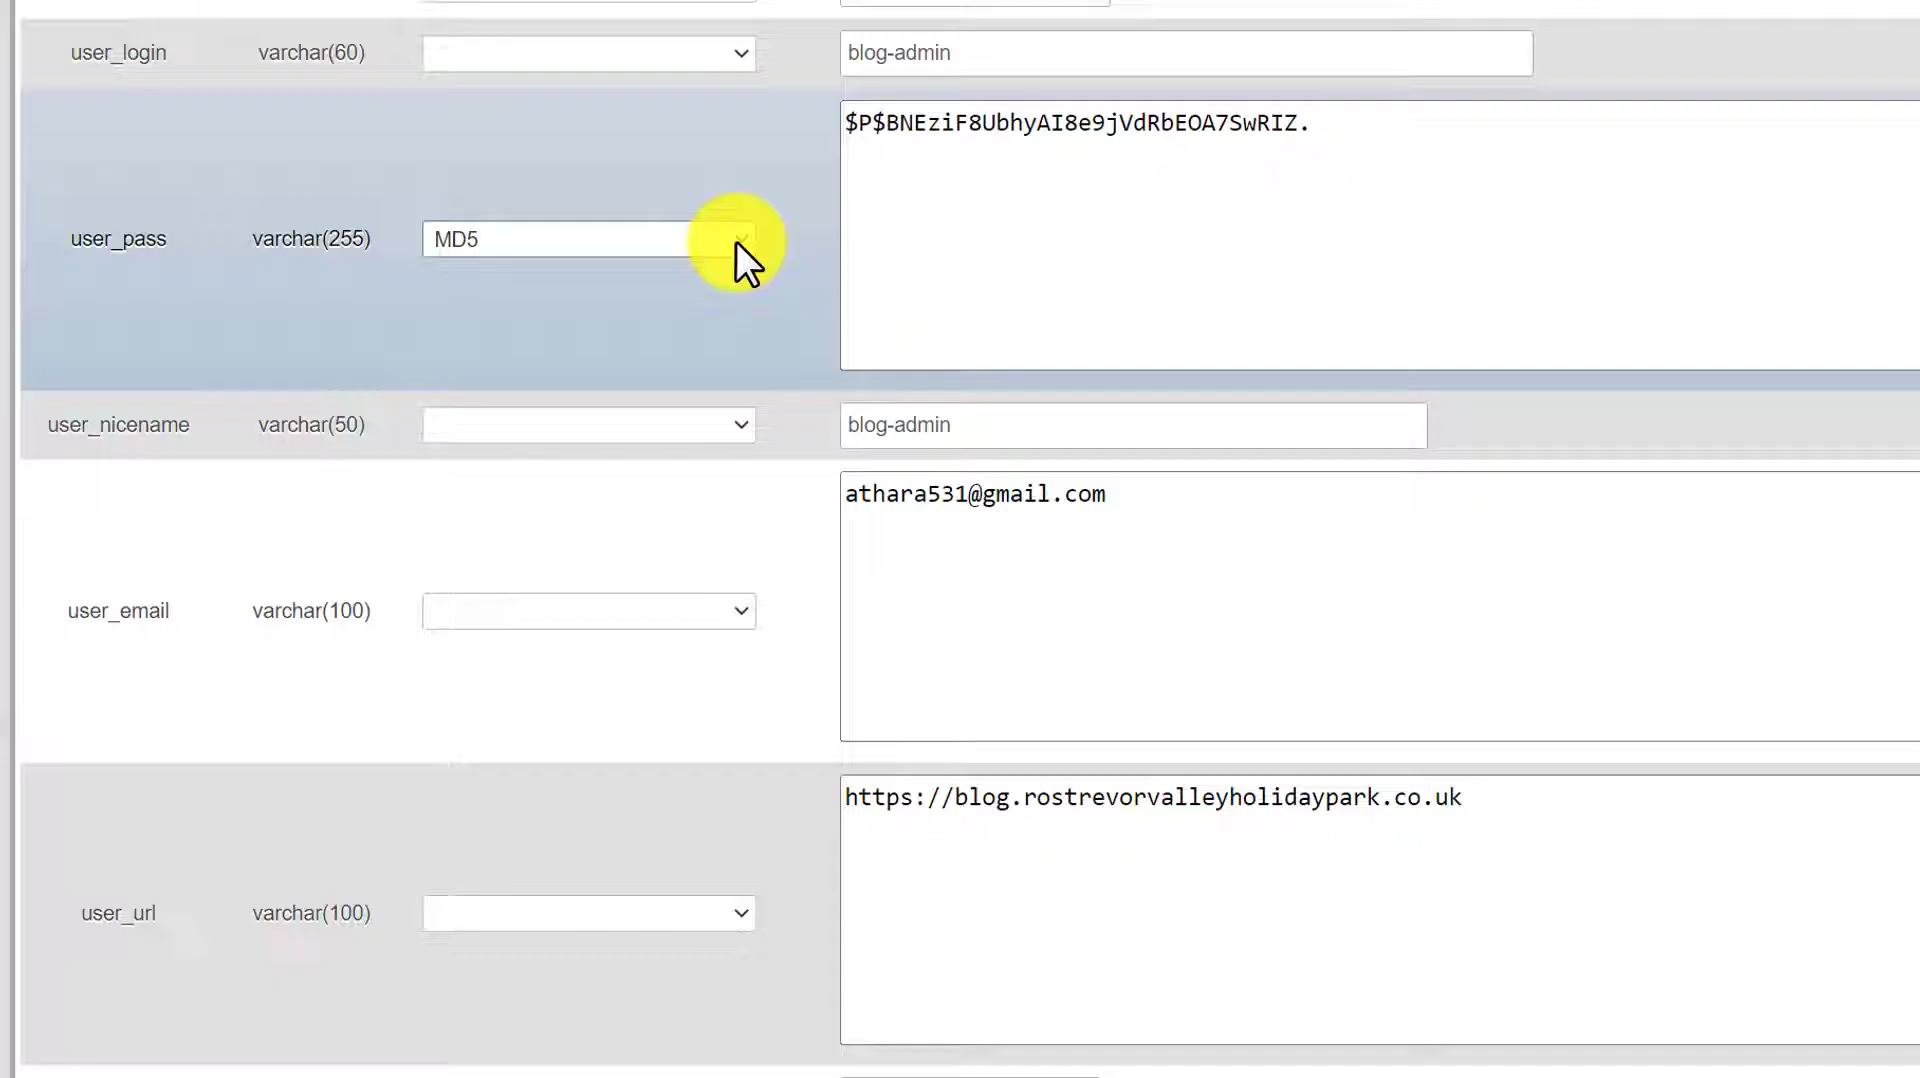 user_login varchar(60) blog-admin
$P$BNEziF8UbhyAI8e9jVdRbEOA7SwRIZ.
user_pass varchar(255) MD5
user_nicename varchar(50) blog-admin
athara531@gmail.com
user_email varchar(100)
https://blog.rostrevorvalleyholidaypark.co.uk
user_url varchar(100)